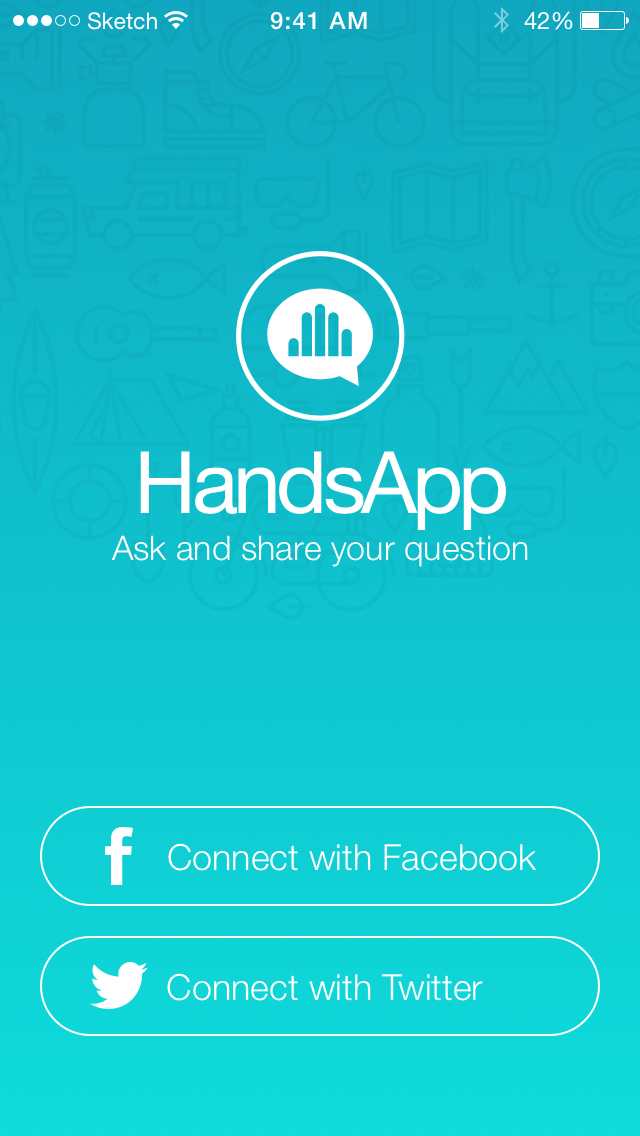 Sketch 9:41 AM 42%
HandsApp
Ask and share your question
Connect with Facebook
Connect with Twitter